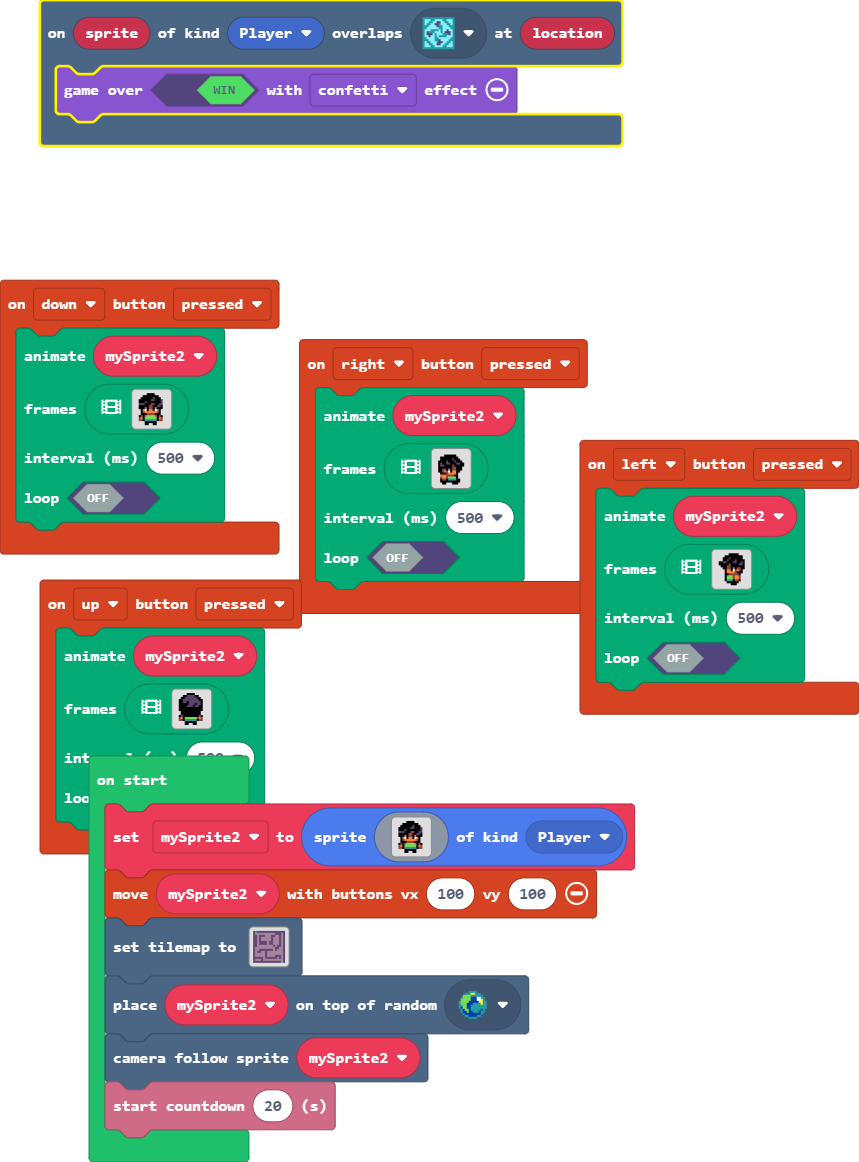 on sprite of kind Player overlaps at location
game over WIN with confetti effect
on down button pressed
animate mySprite2
frames
interval (ms) 500
loop OFF
on right button pressed
animate mySprite2
frames
interval (ms) 500
loop OFF
on left button pressed
animate mySprite2
frames
interval (ms) 500
loop OFF
on up button pressed
animate mySprite2
frames
on start
set mySprite2 to sprite of kind Player
move mySprite2 with buttons vx 100 vy 100
set tilemap to
place mySprite2 on top of random
camera follow sprite mySprite2
start countdown 20 (s)